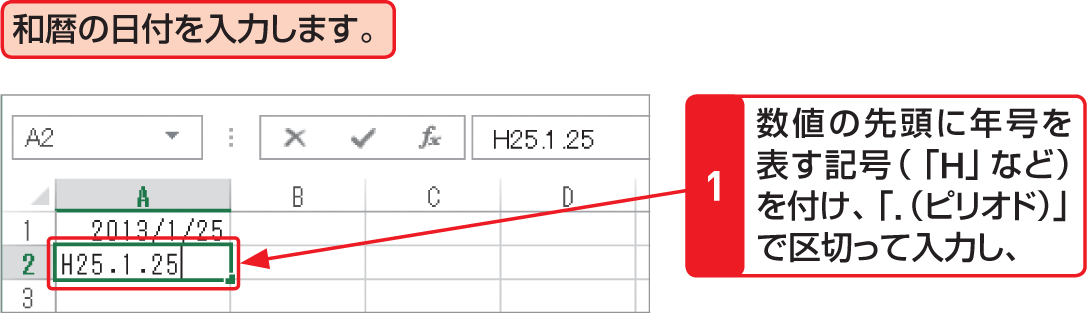 和暦の日付を入力します。
A2 H25.1.25
A B C D
1 2013/1/25
2 H25.1.25
3
1
数値の先頭に年号を
表す記号(「H」など)
を付け、「.(ピリオド)」
で区切って入力し、